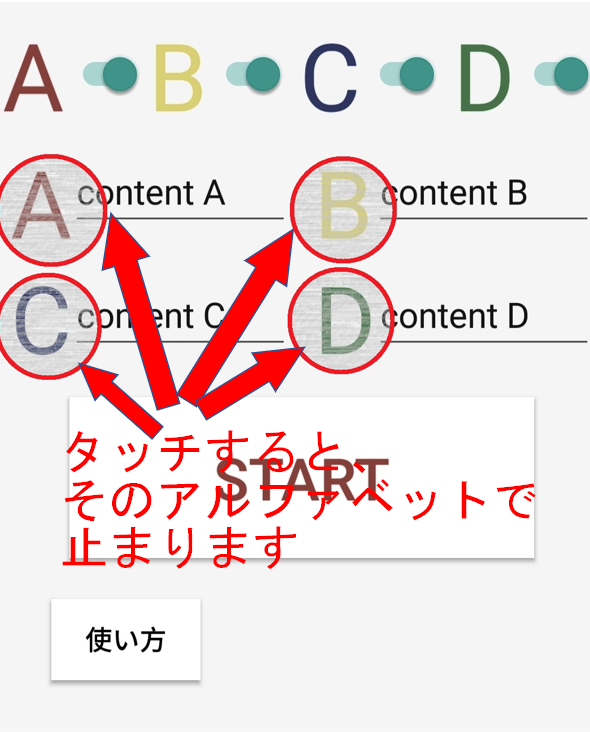 A B C D
A content A B content B
C content C D content D
START
タッチすると、
そのアルファベットで
止まります
使い方